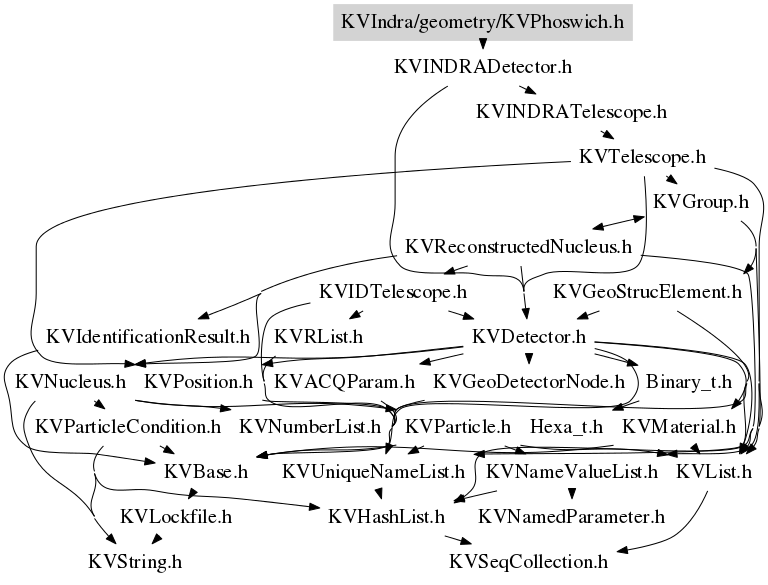 KVIndra/geometry/KVPhoswich.h
KVINDRADetector.h
KVINDRATelescope.h
KVTelescope.h
KVGroup.h
KVReconstructedNucleus.h
KVIDTelescope.h
KVGeoStrucElement.h
KVIdentificationResult.h
KVRList.h
KVDetector.h
KVNucleus.h
KVPosition.h
KVACQParam.h
KVGeoDetectorNode.h
Binary_t.h
KVParticleCondition.h
KVNumberList.h
KVParticle.h
Hexa_t.h
KVMaterial.h
KVBase.h
KVUniqueNameList.h
KVNameValueList.h
KVList.h
KVLockfile.h
KVHashList.h
KVNamedParameter.h
KVString.h
KVSeqCollection.h